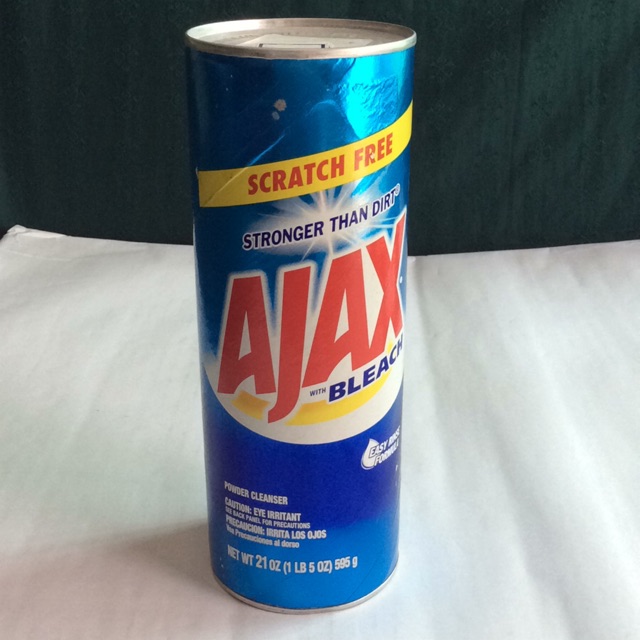 SCRATCH FREE
STRONGER THAN DIRT®
AJAX
WITH BLEACH
EASY RINSE
FORMULA
POWDER CLEANSER
CAUTION: EYE IRRITANT
SEE BACK PANEL FOR PRECAUTIONS
PRECAUCION: IRRITA LOS OJOS
Vea Precauciones al dorso
NET WT 21 OZ (1 LB 5 OZ) 595 g